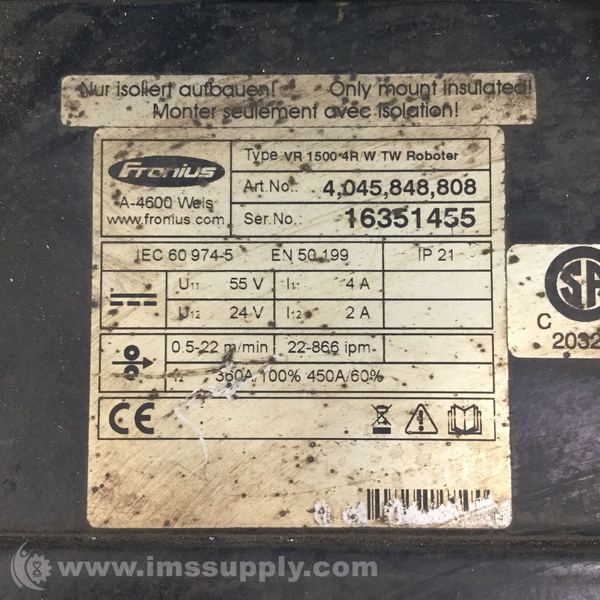 Nur isoliert aufbauen! Only mount insulated!
Monter seulement avec isolation!
Fronius
A-4600 Wels
www.fronius.com
Type: VR 1500 4R/W/TW Roboter
Art.No.: 4,045,848,808
Ser.No.: 16351455
IEC 60 974-5 EN 50 199 IP 21
U11 55 V I1: 4 A
U12 24 V I12 2 A
0.5-22 m/min 22-866 ipm
I2 360A/100% 450A/60%
CE
SA
C
2032
www.imssupply.com